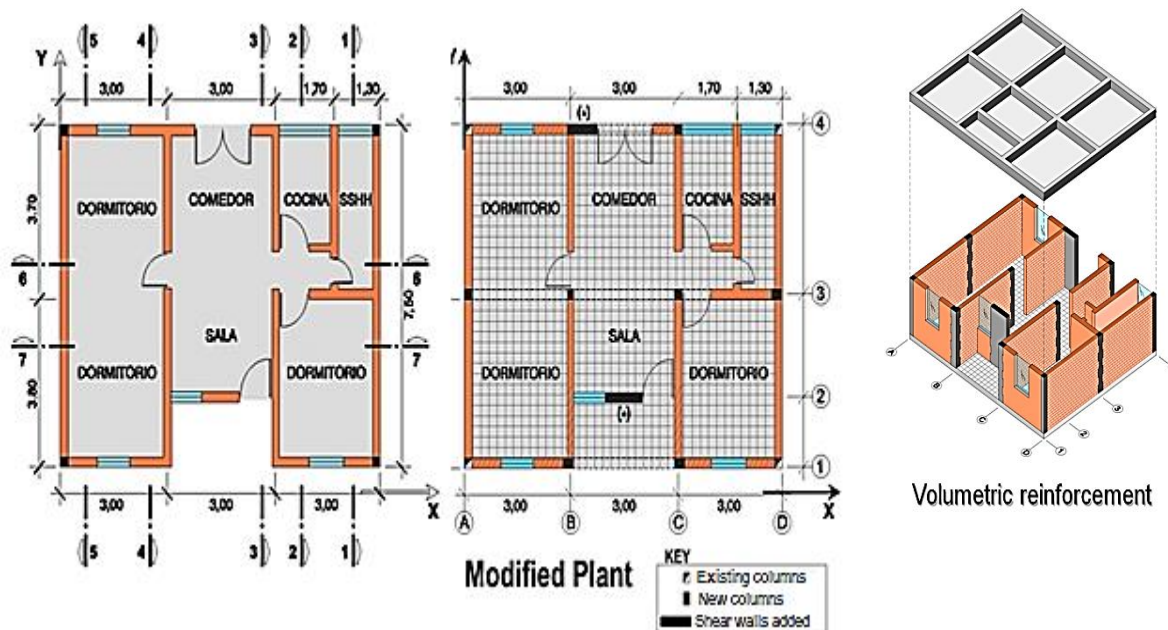 5 4 3 2 1
Y
3,00 3,00 1,70 1,30
DORMITORIO COMEDOR COCINA SSHH
3,70
6 6
7,50
SALA
7 7
DORMITORIO DORMITORIO
3,80
3,00 3,00 3,00
X
5 4 3 2 1
Y
3,00 3,00 1,70 1,30
(•)
4
DORMITORIO COMEDOR COCINA SSHH
3
SALA
DORMITORIO DORMITORIO
2
(•)
1
3,00 3,00 3,00
X
A B C D
Modified Plant
KEY
Existing columns
New columns
Shear walls added
A
B
C
D
1
2
3
Volumetric reinforcement